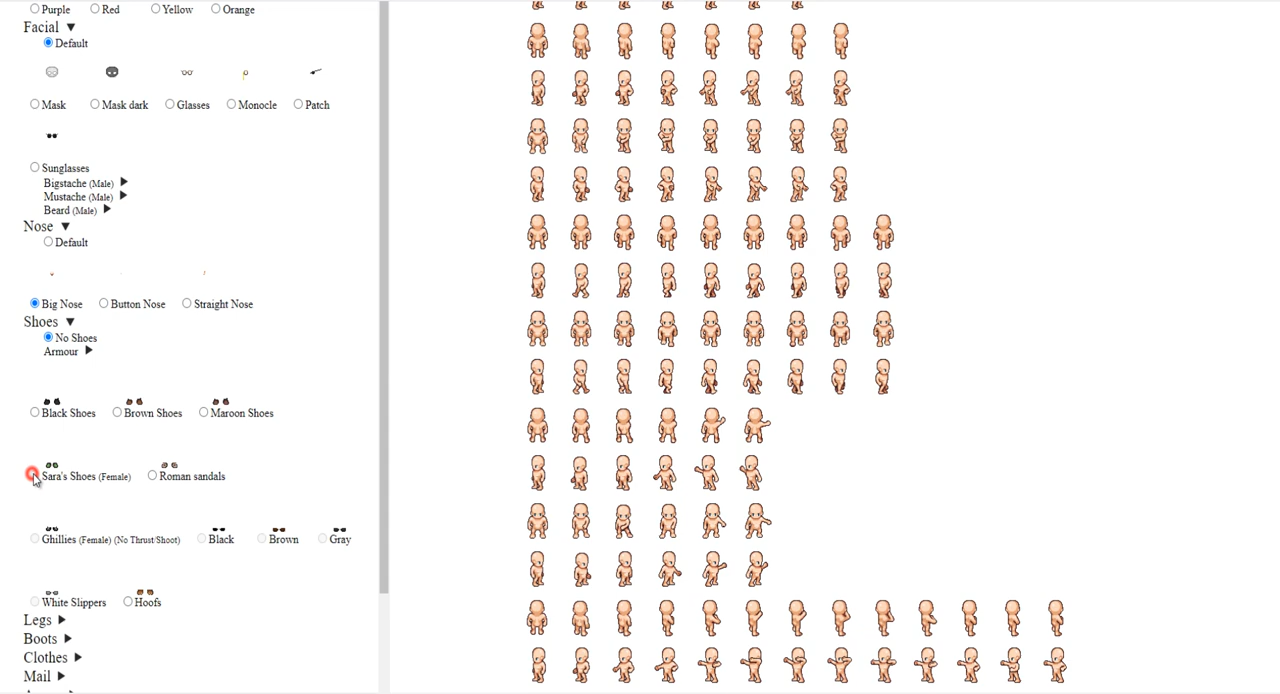 Purple Red Yellow Orange
Facial ▼
Default
Mask Mask dark Glasses Monocle Patch
Sunglasses
Bigstache (Male) ▶
Mustache (Male) ▶
Beard (Male) ▶
Nose ▼
Default
Big Nose Button Nose Straight Nose
Shoes ▼
No Shoes
Armour ▶
Black Shoes Brown Shoes Maroon Shoes
Sara's Shoes (Female) Roman sandals
Ghillies (Female) (No Thrust/Shoot) Black Brown Gray
White Slippers Hoofs
Legs ▶
Boots ▶
Clothes ▶
Mail ▶